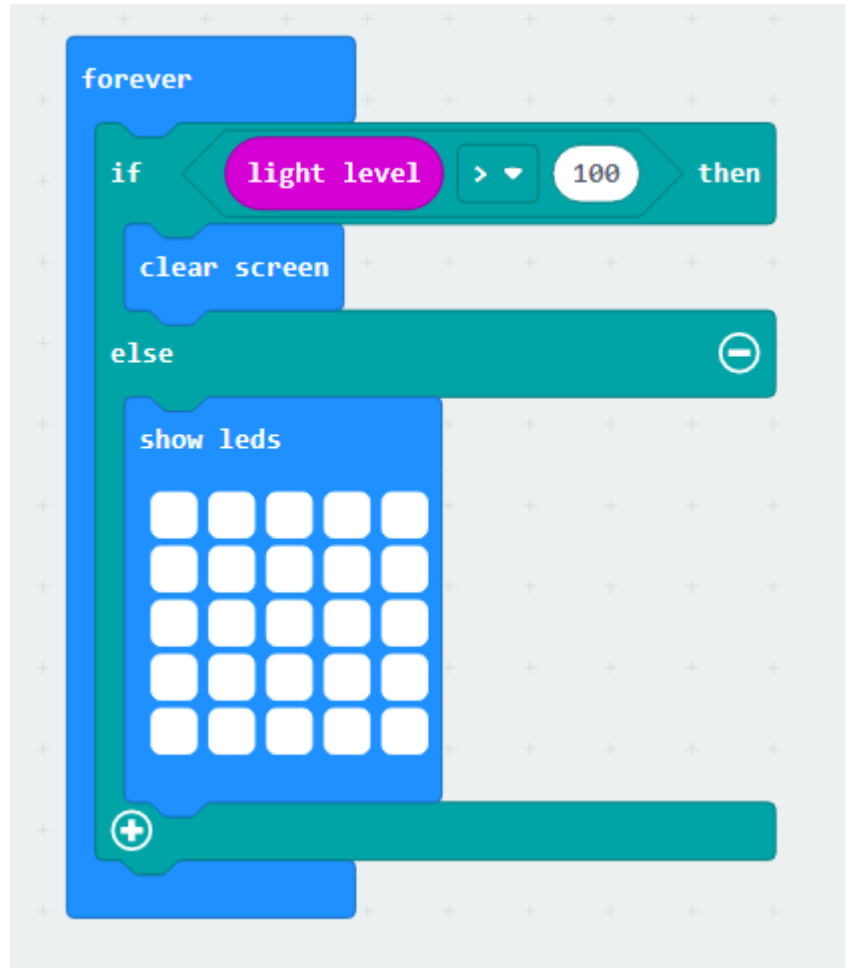 forever
if light level > 100 then
clear screen
else
show leds